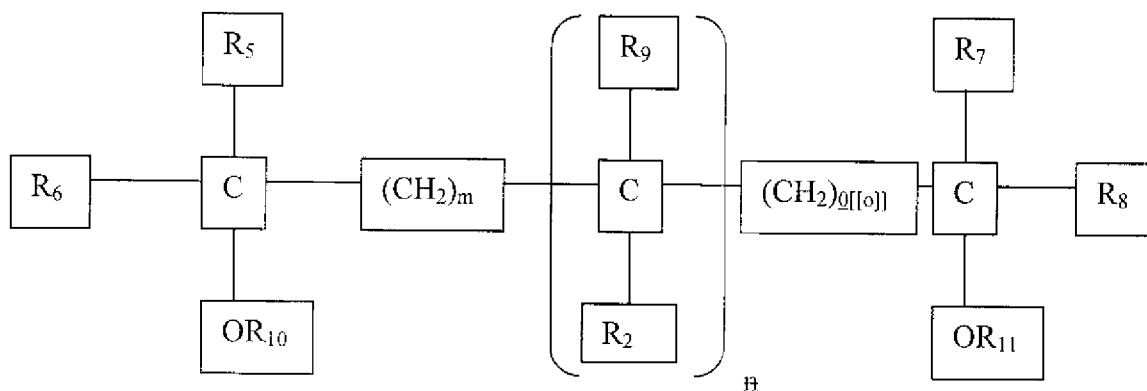 R5 R9 R7
R6 C (CH2)m C (CH2)0[[o]] C R8
OR10 R2 OR11
n